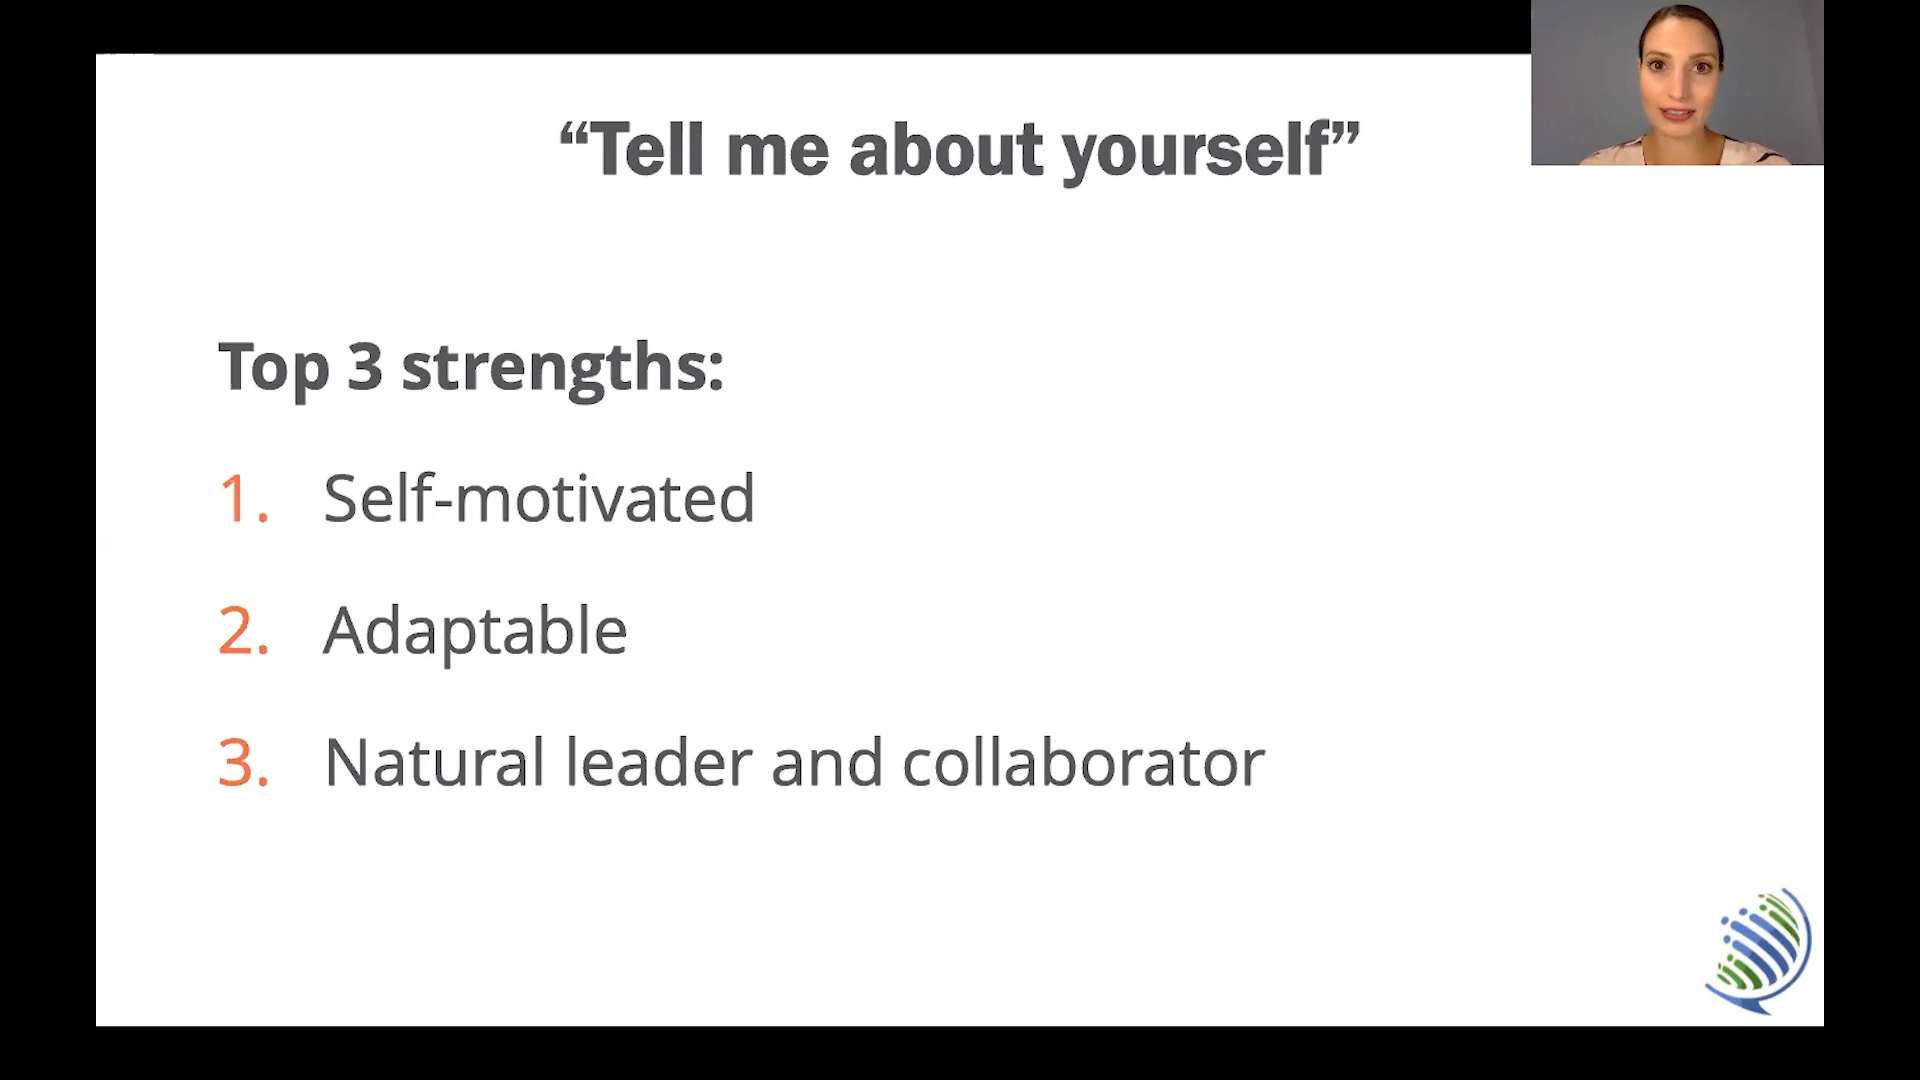 “Tell me about yourself”
Top 3 strengths:
1. Self-motivated
2. Adaptable
3. Natural leader and collaborator